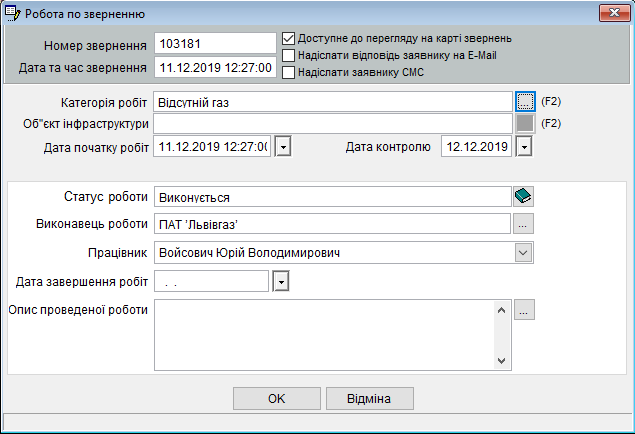 Робота по зверненню
Номер звернення 103181
Доступне до перегляду на карті звернень
Надіслати відповідь заявнику на E-Mail
Дата та час звернення 11.12.2019 12:27:00
Надіслати заявнику СМС
Категорія робіт Відсутній газ ... (F2)
Об"єкт інфраструктури (F2)
Дата початку робіт 11.12.2019 12:27:00 Дата контролю 12.12.2019
Статус роботи Виконується
Виконавець роботи ПАТ 'Львівгаз' ...
Працівник Войсович Юрій Володимирович
Дата завершення робіт . .
Опис проведеної роботи ...
OK Відміна